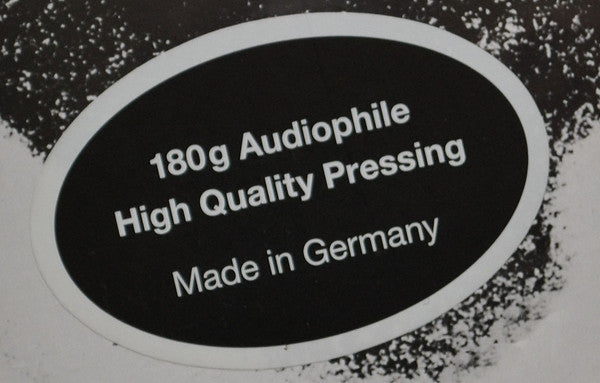 180g Audiophile
High Quality Pressing
Made in Germany